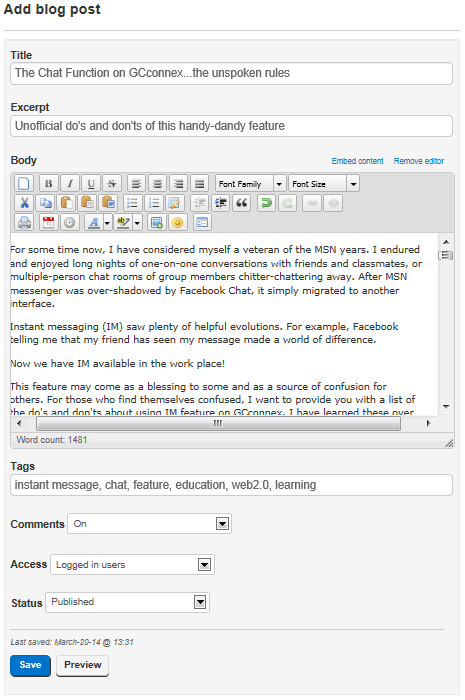 Add blog post
Title
The Chat Function on GCconnex...the unspoken rules
Excerpt
Unofficial do's and don'ts of this handy-dandy feature
Body Embed content Remove editor
B I U S Font Family Font Size
A ab
For some time now, I have considered myself a veteran of the MSN years. I endured
and enjoyed long nights of one-on-one conversations with friends and classmates, or
multiple-person chat rooms of group members chitter-chattering away. After MSN
messenger was over-shadowed by Facebook Chat, it simply migrated to another
interface.
Instant messaging (IM) saw plenty of helpful evolutions. For example, Facebook
telling me that my friend has seen my message made a world of difference.
Now we have IM available in the work place!
This feature may come as a blessing to some and as a source of confusion for
others. For those who find themselves confused, I want to provide you with a list of
the do's and don'ts about using IM feature on GCconnex. I have learned these over
Word count: 1481
Tags
instant message, chat, feature, education, web2.0, learning
Comments On
Access Logged in users
Status Published
Last saved: March-20-14 @ 13:31
Save Preview